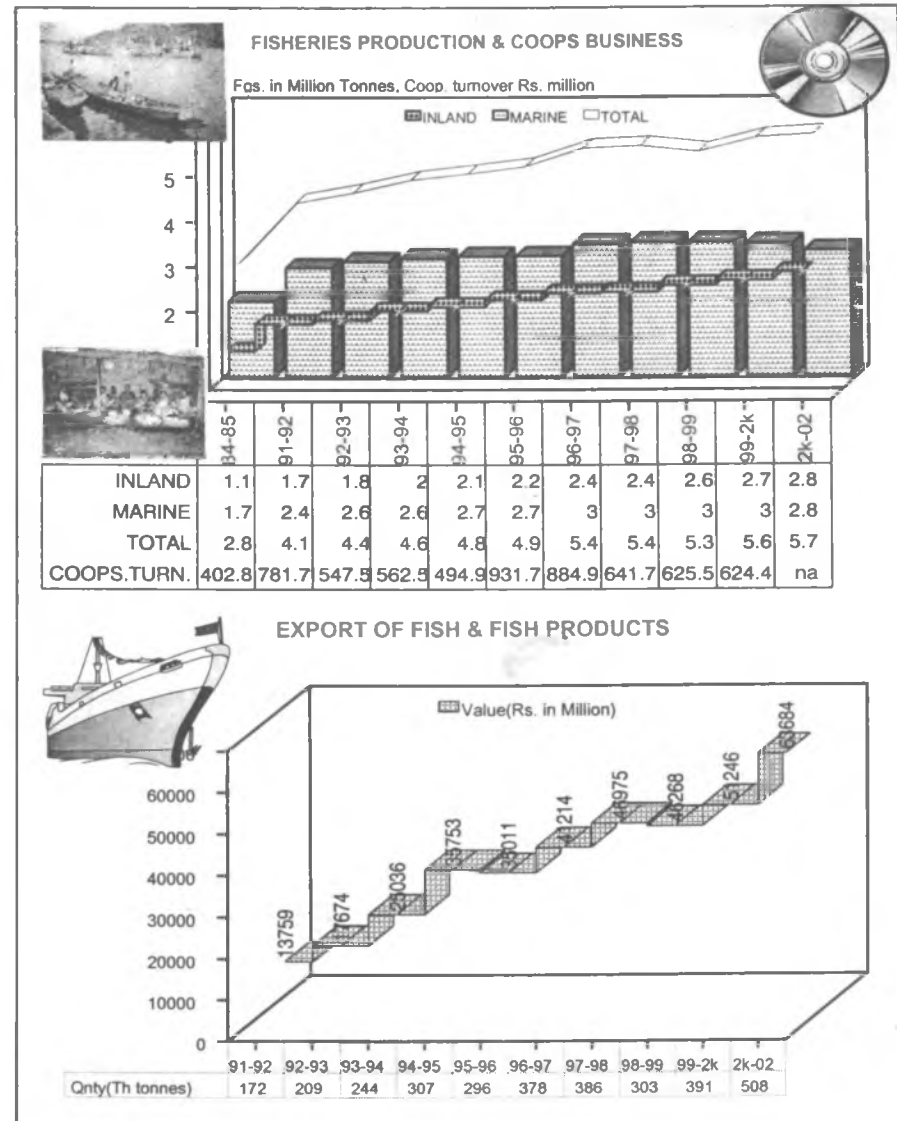 FISHERIES PRODUCTION & COOPS BUSINESS
Fgs. in Million Tonnes, Coop. turnover Rs. million
INLAND MARINE TOTAL
5
4
3
2
84-85 91-92 92-93 93-94 94-95 95-96 96-97 97-98 98-99 99-2k 2k-02
INLAND 1.1 1.7 1.8 2 2.1 2.2 2.4 2.4 2.6 2.7 2.8
MARINE 1.7 2.4 2.6 2.6 2.7 2.7 3 3 3 3 2.8
TOTAL 2.8 4.1 4.4 4.6 4.8 4.9 5.4 5.4 5.3 5.6 5.7
COOPS.TURN. 402.8 781.7 547.5 562.5 494.9 931.7 884.9 641.7 625.5 624.4 na
EXPORT OF FISH & FISH PRODUCTS
Value(Rs. in Million)
13759 17674 25036 35753 35011 41214 46975 46268 51246 63684
60000
50000
40000
30000
20000
10000
0
91-92 92-93 93-94 94-95 95-96 96-97 97-98 98-99 99-2k 2k-02
Qnty(Th tonnes) 172 209 244 307 296 378 386 303 391 508